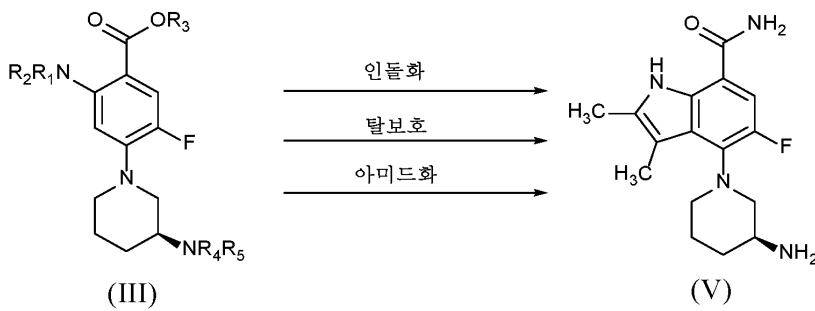 O
OR₃
R₂R₁N
F
N
NR₄R₅
(III)
인돌화
탈보호
아미드화
O
NH₂
H
N
H₃C
H₃C
F
N
NH₂
(V)